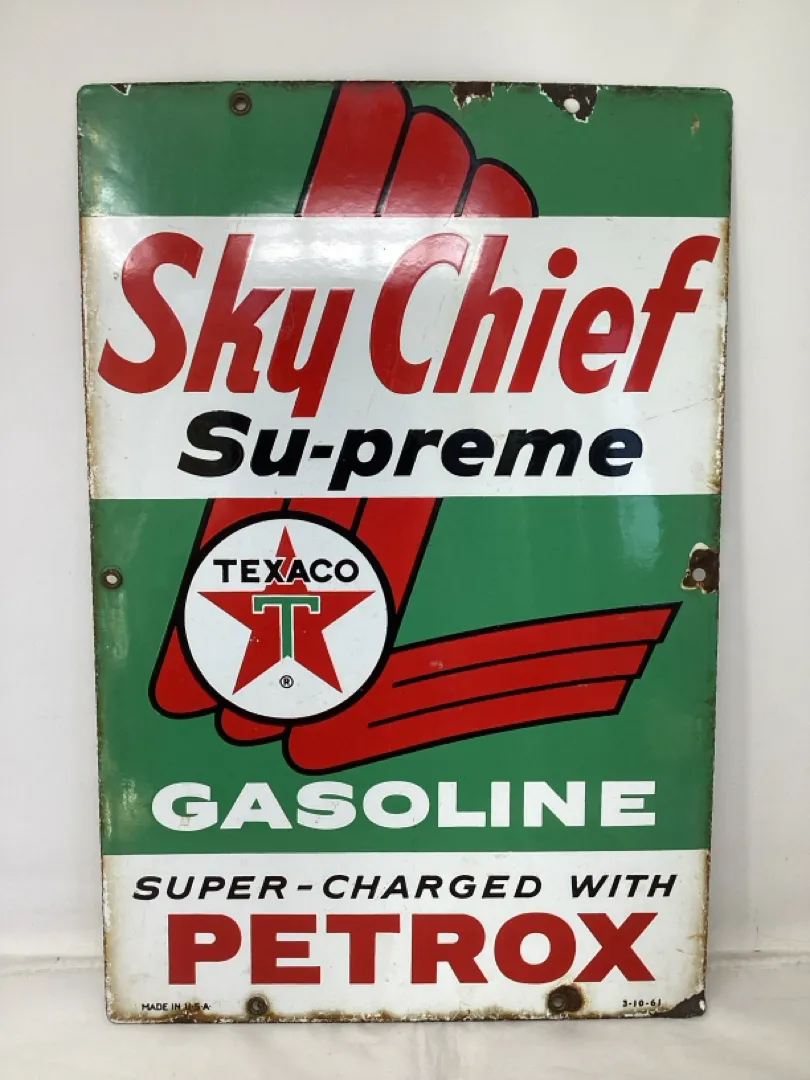 Sky Chief
Su-preme
TEXACO
T
®
GASOLINE
SUPER-CHARGED WITH
PETROX
MADE IN U.S.A. 3-10-61